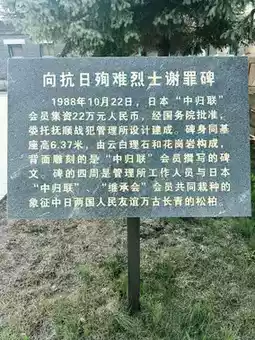 向抗日殉难烈士谢罪碑
1988年10月22日，日本“中归联”
会员集资22万元人民币，经国务院批准，
委托抚顺战犯管理所设计建成。碑身同基
座高6.37米，由云白理石和花岗岩构成，
背面雕刻的是“中归联”会员撰写的碑
文。碑的四周是管理所工作人员与日本
“中归联”、“继承会”会员共同栽种的
象征中日两国人民友谊万古长青的松柏。